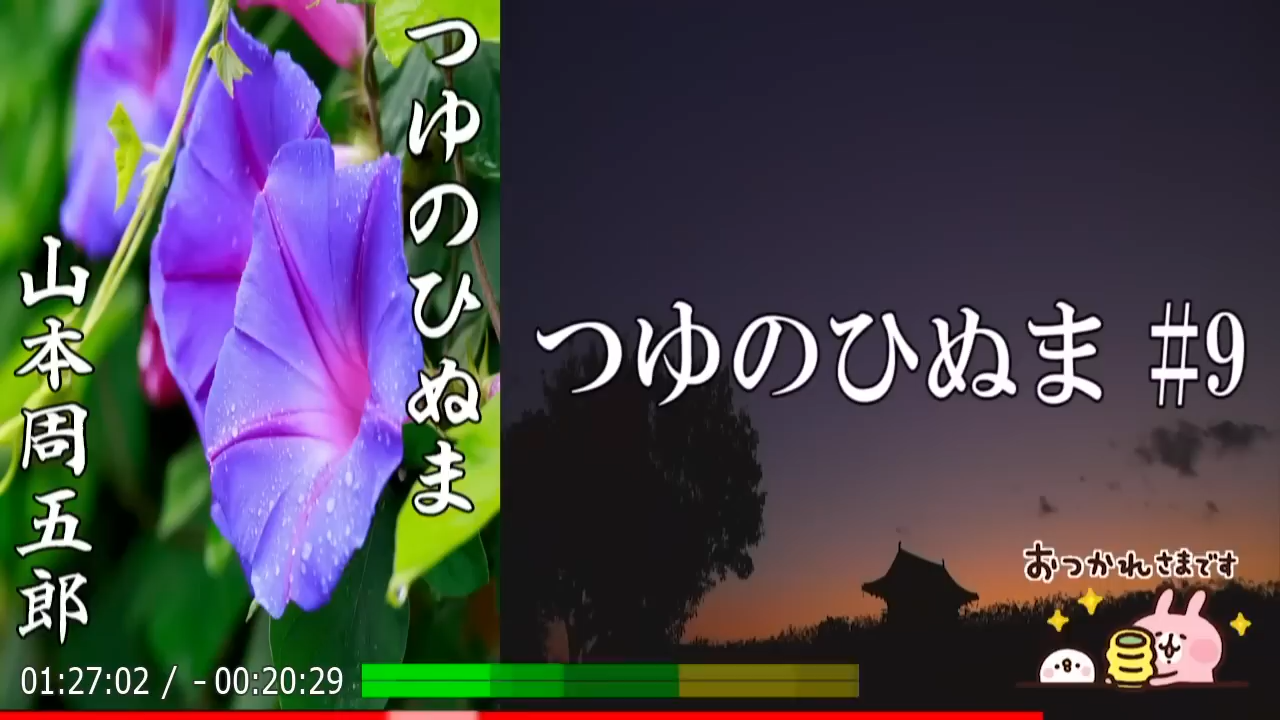 つゆのひぬま
山本周五郎
つゆのひぬま #9
おつかれさまです
01:27:02 / -00:20:29